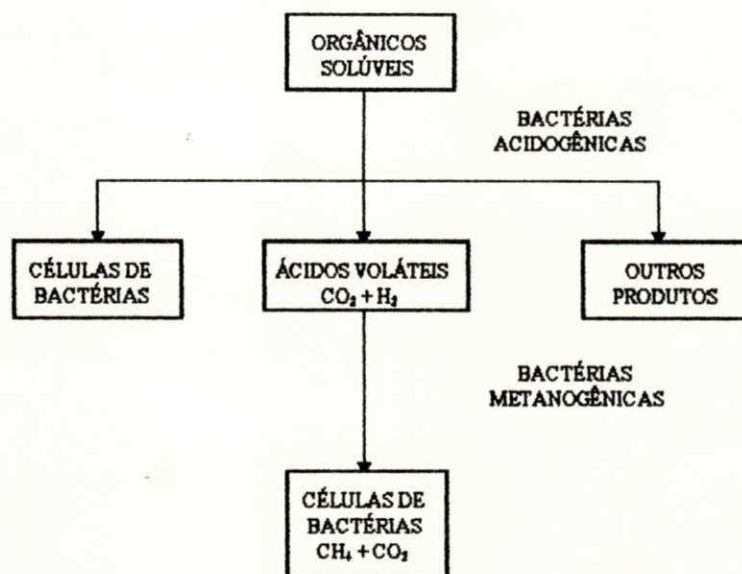 ORGÂNICOS
SOLÚVEIS
BACTÉRIAS
ACIDOGÊNICAS
CÉLULAS DE
BACTÉRIAS
ÁCIDOS VOLÁTEIS
CO₂ + H₂
OUTROS
PRODUTOS
BACTÉRIAS
METANOGÊNICAS
CÉLULAS DE
BACTÉRIAS
CH₄ + CO₂